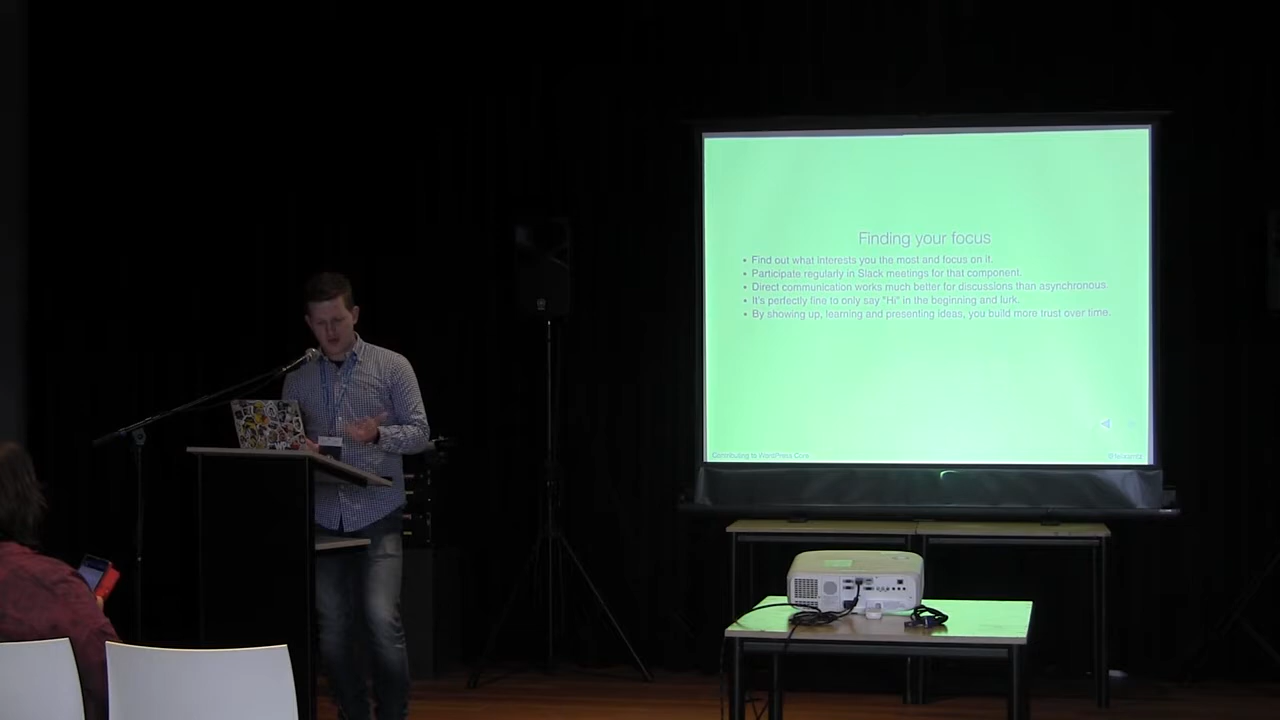 Finding your focus
• Find out what interests you the most and focus on it.
• Participate regularly in Slack meetings for that component.
• Direct communication works much better for discussions than asynchronous.
• It's perfectly fine to only say "Hi" in the beginning and lurk.
• By showing up, learning and presenting ideas, you build more trust over time.
Contributing to WordPress Core